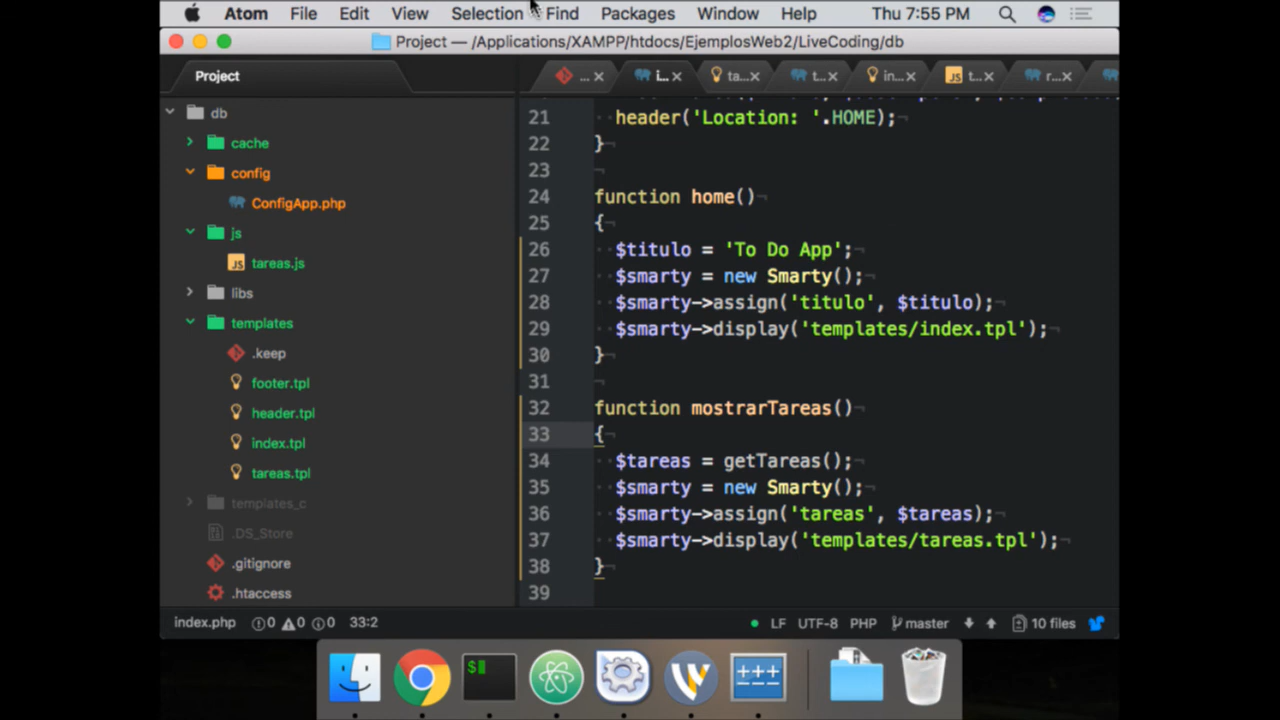 Atom File Edit View Selection Find Packages Window Help Thu 7:55 PM
Project — /Applications/XAMPP/htdocs/EjemplosWeb2/LiveCoding/db
Project
... i... ta... t... in... t... r...
db
cache
config
ConfigApp.php
js
JS tareas.js
libs
templates
.keep
footer.tpl
header.tpl
index.tpl
tareas.tpl
templates_c
.DS_Store
.gitignore
.htaccess
21 header('Location: '.HOME);
22 }
23
24 function home()
25 {
26 $titulo = 'To Do App';
27 $smarty = new Smarty();
28 $smarty->assign('titulo', $titulo);
29 $smarty->display('templates/index.tpl');
30 }
31
32 function mostrarTareas()
33 {
34 $tareas = getTareas();
35 $smarty = new Smarty();
36 $smarty->assign('tareas', $tareas);
37 $smarty->display('templates/tareas.tpl');
38 }
39
index.php 0 0 0 33:2 LF UTF-8 PHP master 10 files
$
+++